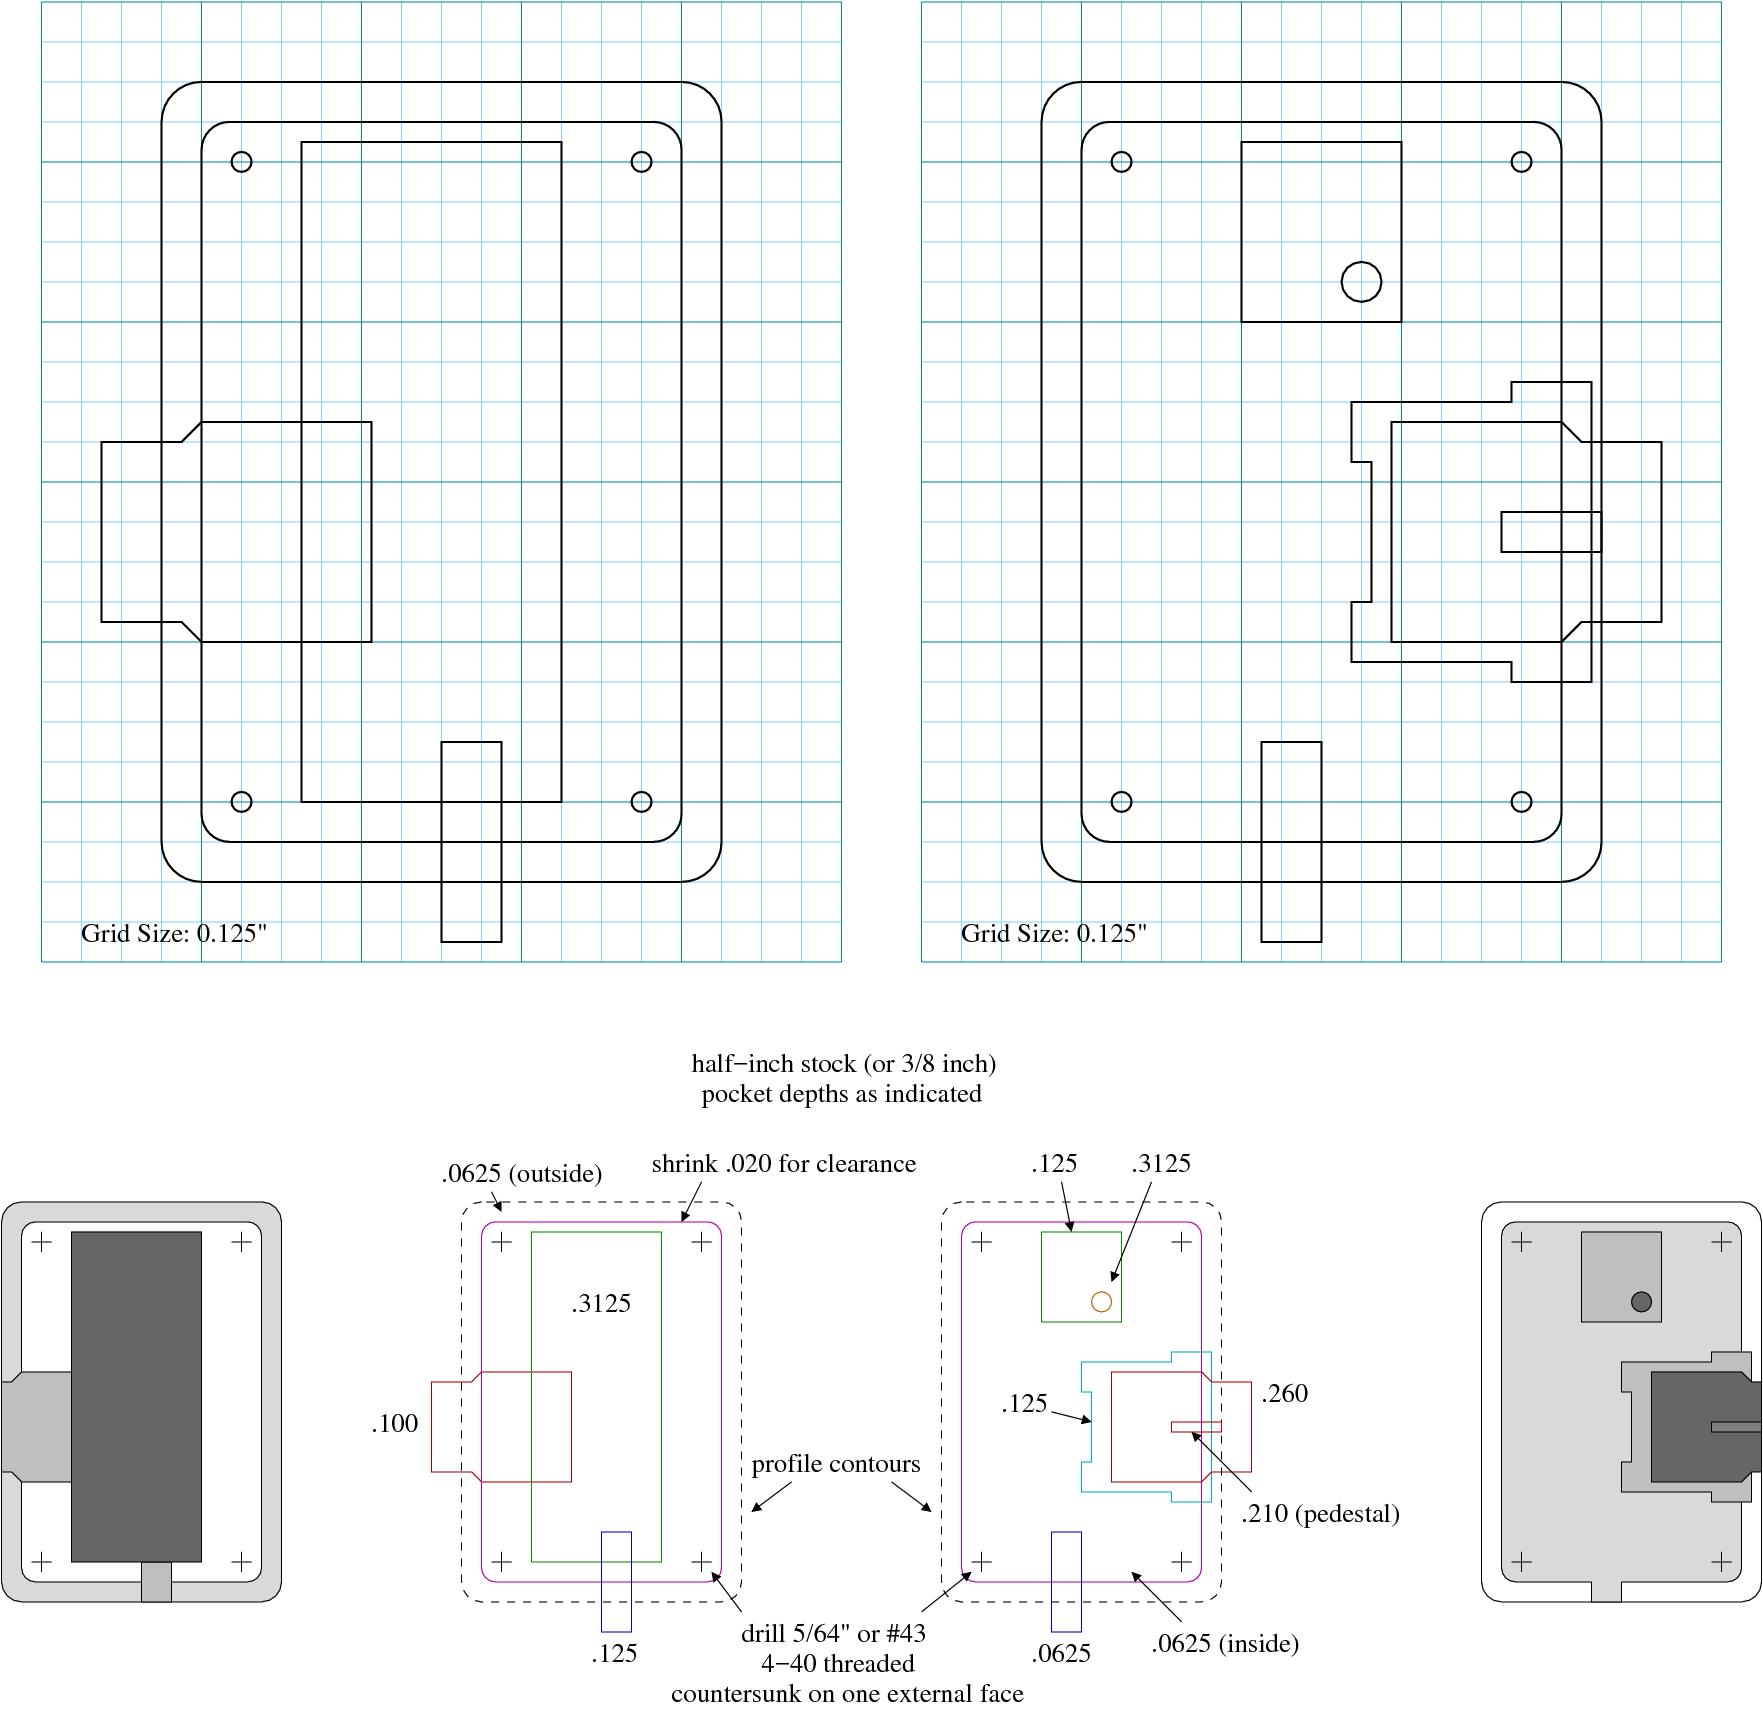 Grid Size: 0.125"
Grid Size: 0.125"
half−inch stock (or 3/8 inch)
pocket depths as indicated
.0625 (outside)
shrink .020 for clearance
.125
.3125
.3125
.100
.125
.260
profile contours
.210 (pedestal)
drill 5/64" or #43
4−40 threaded
countersunk on one external face
.125
.0625
.0625 (inside)